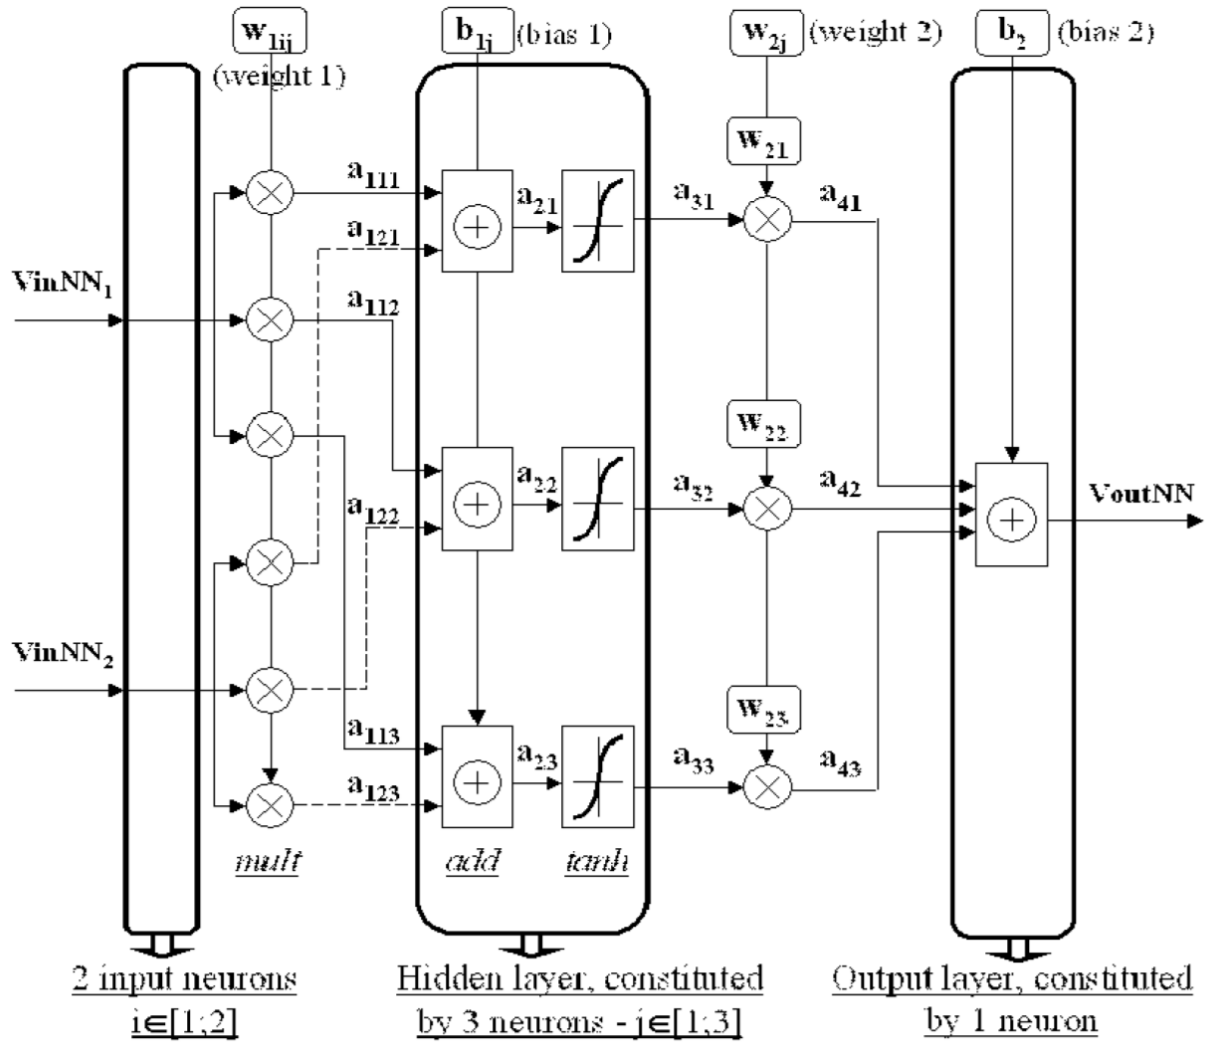 w1ij b1j (bias 1) w2j (weight 2) b2 (bias 2)
(weight 1)
w21
a111 a21 a31 a41
a121
VinNN1 a112
w22
a22 a32 a42 VoutNN
a122
VinNN2
w23
a113 a23 a33 a43
a123
mult add tanh
2 input neurons
i∈[1;2]
Hidden layer, constituted
by 3 neurons - j∈[1;3]
Output layer, constituted
by 1 neuron